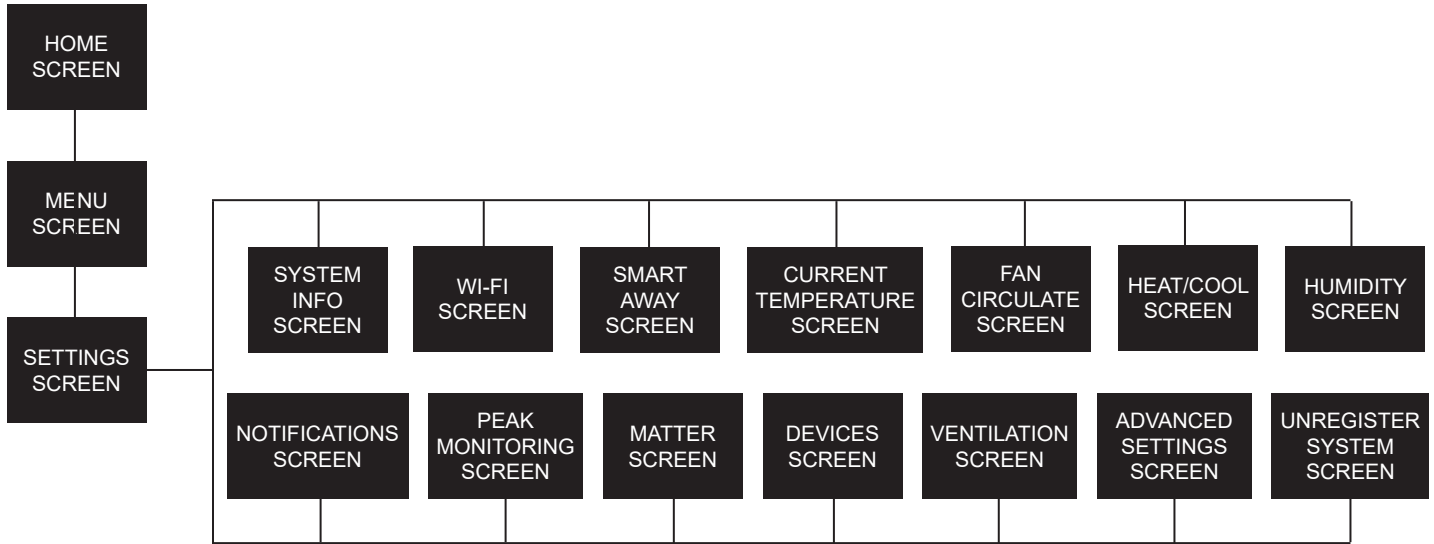 HOME
SCREEN
MENU
SCREEN
SETTINGS
SCREEN
SYSTEM
INFO
SCREEN
WI-FI
SCREEN
SMART
AWAY
SCREEN
CURRENT
TEMPERATURE
SCREEN
FAN
CIRCULATE
SCREEN
HEAT/COOL
SCREEN
HUMIDITY
SCREEN
NOTIFICATIONS
SCREEN
PEAK
MONITORING
SCREEN
MATTER
SCREEN
DEVICES
SCREEN
VENTILATION
SCREEN
ADVANCED
SETTINGS
SCREEN
UNREGISTER
SYSTEM
SCREEN